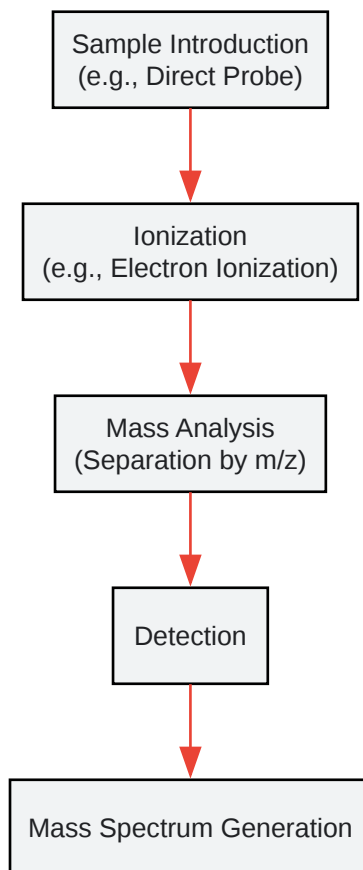 Sample Introduction
(e.g., Direct Probe)
Ionization
(e.g., Electron Ionization)
Mass Analysis
(Separation by m/z)
Detection
Mass Spectrum Generation